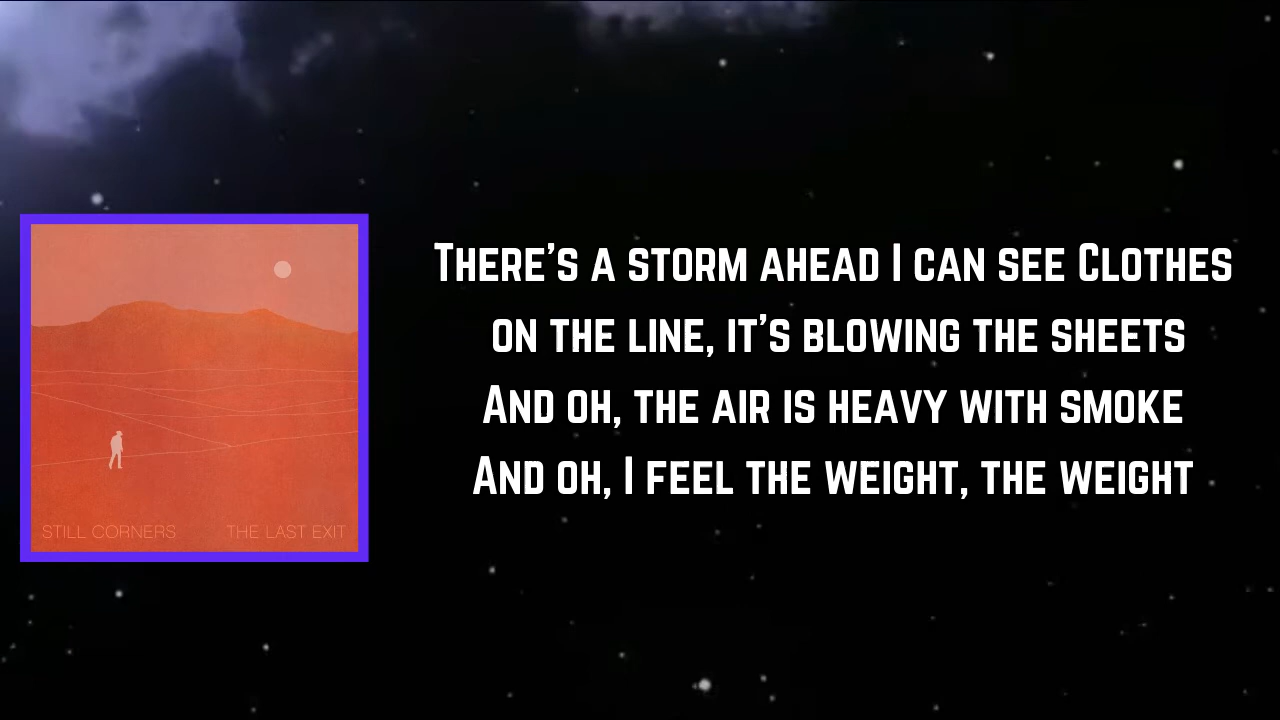 There's a storm ahead I can see Clothes
on the line, it's blowing the sheets
And oh, the air is heavy with smoke
And oh, I feel the weight, the weight
STILL CORNERS THE LAST EXIT